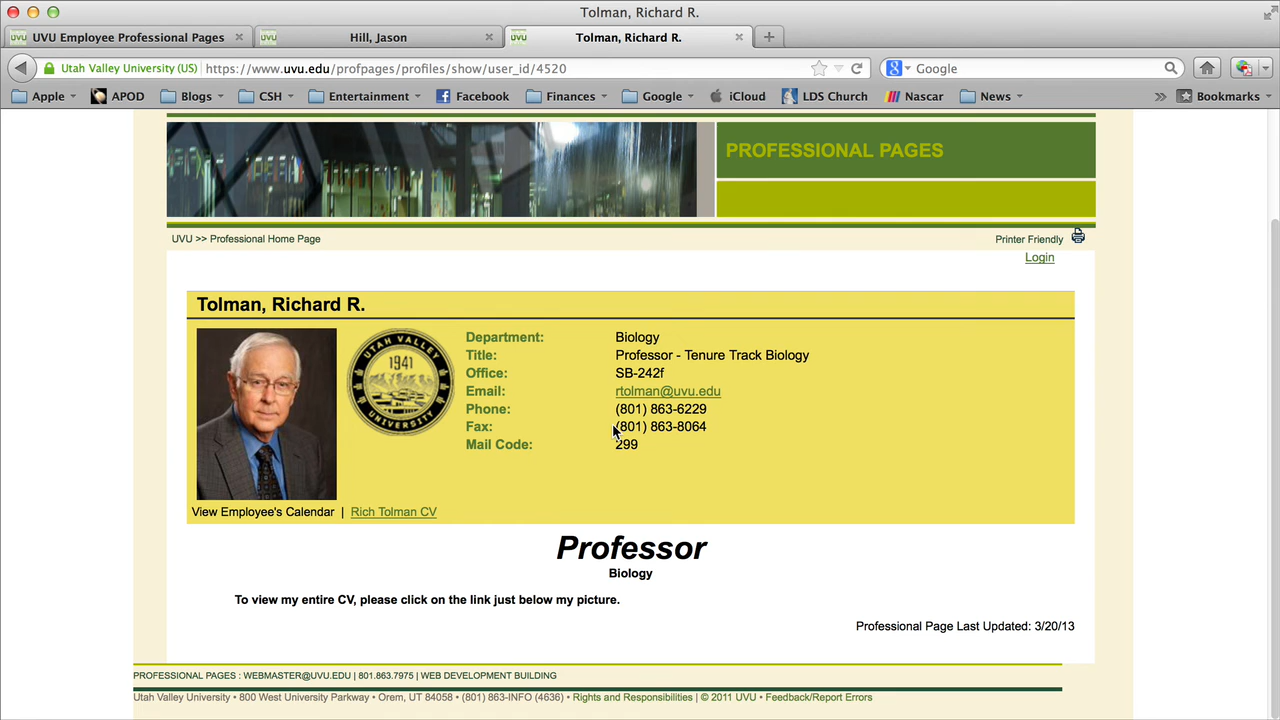 Tolman, Richard R.
UVU UVU Employee Professional Pages
UVU Hill, Jason
UVU Tolman, Richard R.
Utah Valley University (US) https://www.uvu.edu/profpages/profiles/show/user_id/4520
Google
Apple APOD Blogs CSH Entertainment Facebook Finances Google iCloud LDS Church Nascar News Bookmarks
PROFESSIONAL PAGES
UVU >> Professional Home Page
Printer Friendly
Login
Tolman, Richard R.
UTAH VALLEY
1941
UNIVERSITY
Department: Biology
Title: Professor - Tenure Track Biology
Office: SB-242f
Email: rtolman@uvu.edu
Phone: (801) 863-6229
Fax: (801) 863-8064
Mail Code: 299
View Employee's Calendar | Rich Tolman CV
Professor
Biology
To view my entire CV, please click on the link just below my picture.
Professional Page Last Updated: 3/20/13
PROFESSIONAL PAGES : WEBMASTER@UVU.EDU | 801.863.7975 | WEB DEVELOPMENT BUILDING
Utah Valley University • 800 West University Parkway • Orem, UT 84058 • (801) 863-INFO (4636) • Rights and Responsibilities | © 2011 UVU • Feedback/Report Errors